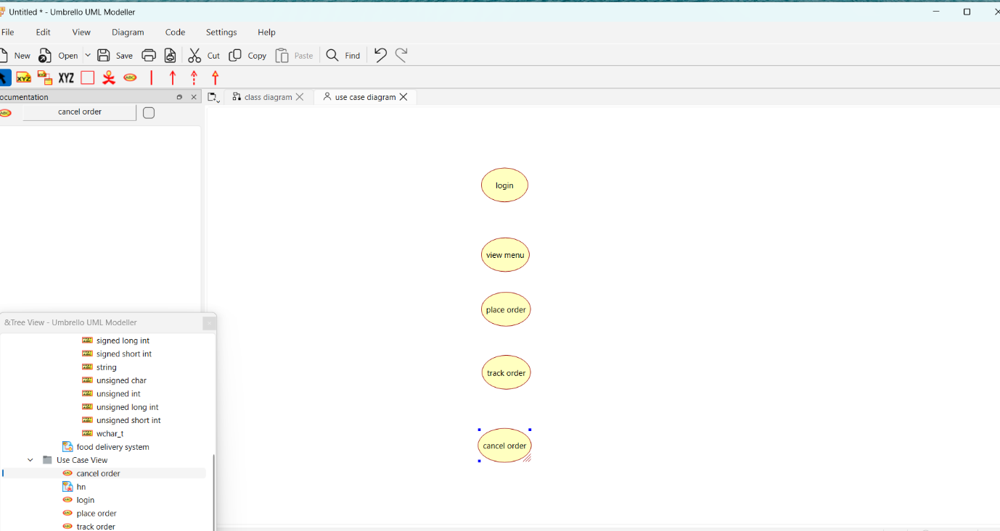 Untitled * - Umbrello UML Modeller
File Edit View Diagram Code Settings Help
New Open Save Cut Copy Paste Find
XYZ XYZ ABC
ocumentation
class diagram use case diagram
ABC cancel order
login
view menu
place order
track order
cancel order
&Tree View - Umbrello UML Modeller
signed long int
signed short int
string
unsigned char
unsigned int
unsigned long int
unsigned short int
wchar_t
food delivery system
Use Case View
cancel order
hn
login
place order
track order